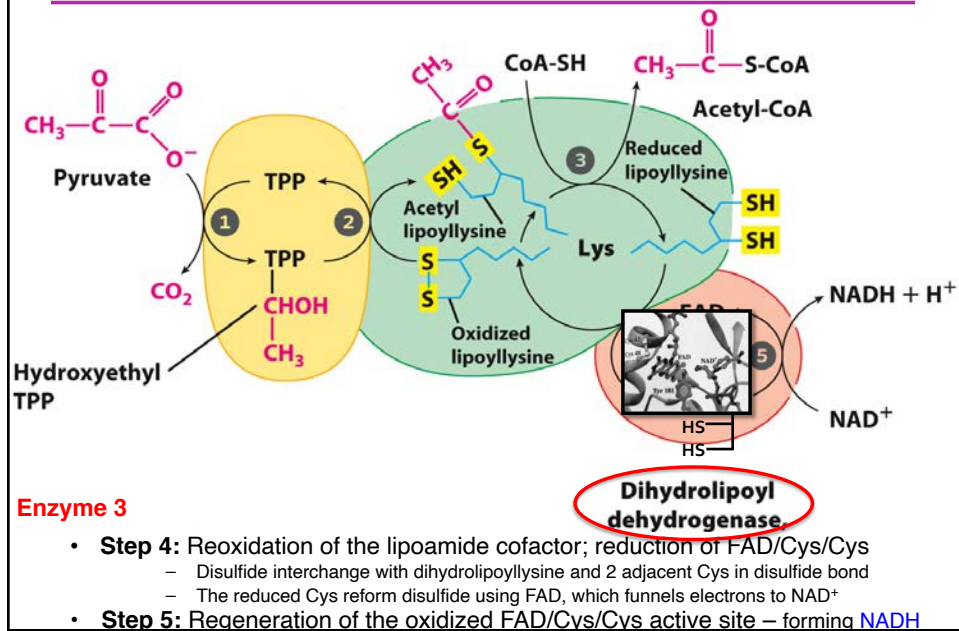 CH₃
O
CoA-SH
O
CH₃—C—S-CoA
Acetyl-CoA
O
O
CH₃—C—C
O⁻
Pyruvate
C
S
SH
3
Reduced
lipoyllysine
TPP
1
2
Acetyl
lipoyllysine
SH
SH
Lys
TPP
S
S
CO₂
CHOH
CH₃
Oxidized
lipoyllysine
NADH + H⁺
FAD
NAD⁺
Tyr 181
5
Hydroxyethyl
TPP
NAD⁺
HS
HS
Dihydrolipoyl
dehydrogenase,
Enzyme 3
• Step 4: Reoxidation of the lipoamide cofactor; reduction of FAD/Cys/Cys
– Disulfide interchange with dihydrolipoyllysine and 2 adjacent Cys in disulfide bond
– The reduced Cys reform disulfide using FAD, which funnels electrons to NAD⁺
• Step 5: Regeneration of the oxidized FAD/Cys/Cys active site – forming NADH